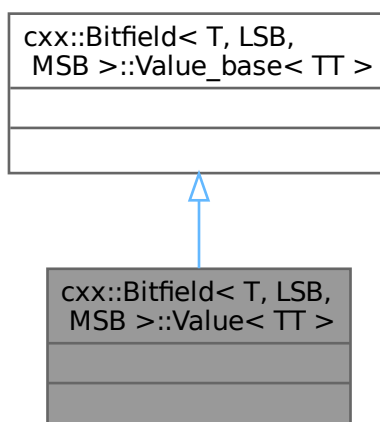 cxx::Bitfield< T, LSB,
MSB >::Value_base< TT >
cxx::Bitfield< T, LSB,
MSB >::Value< TT >